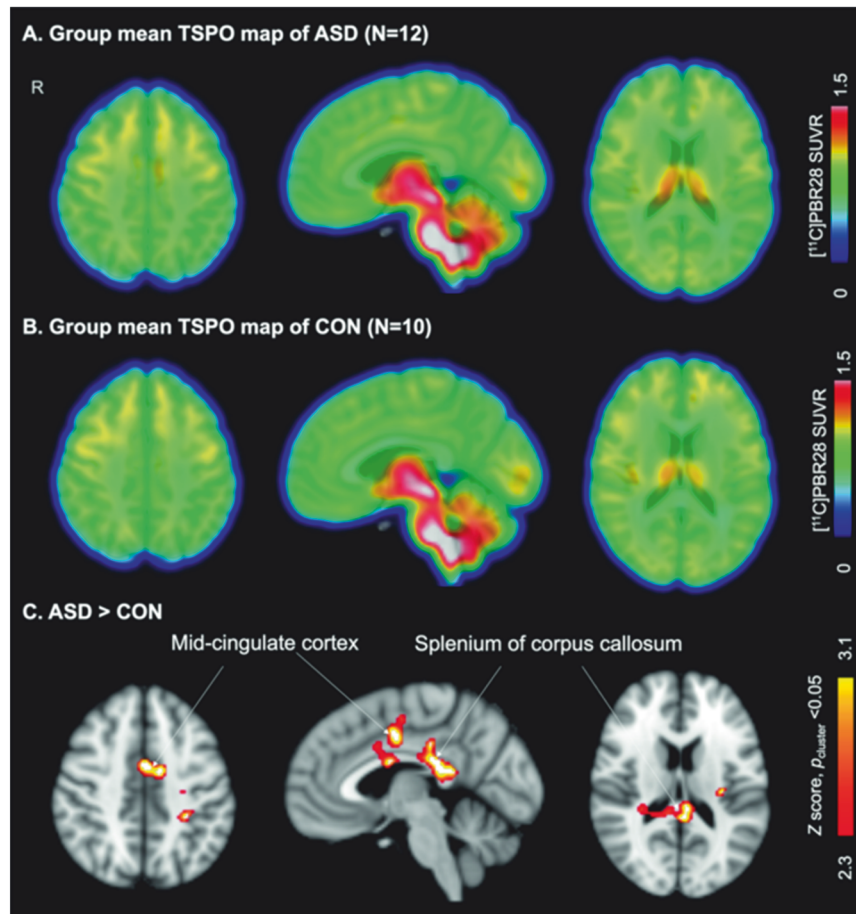 A. Group mean TSPO map of ASD (N=12)
R
1.5
[¹¹C]PBR28 SUVR
0
B. Group mean TSPO map of CON (N=10)
1.5
[¹¹C]PBR28 SUVR
0
C. ASD > CON
Mid-cingulate cortex
Splenium of corpus callosum
3.1
Z score, pcluster <0.05
2.3